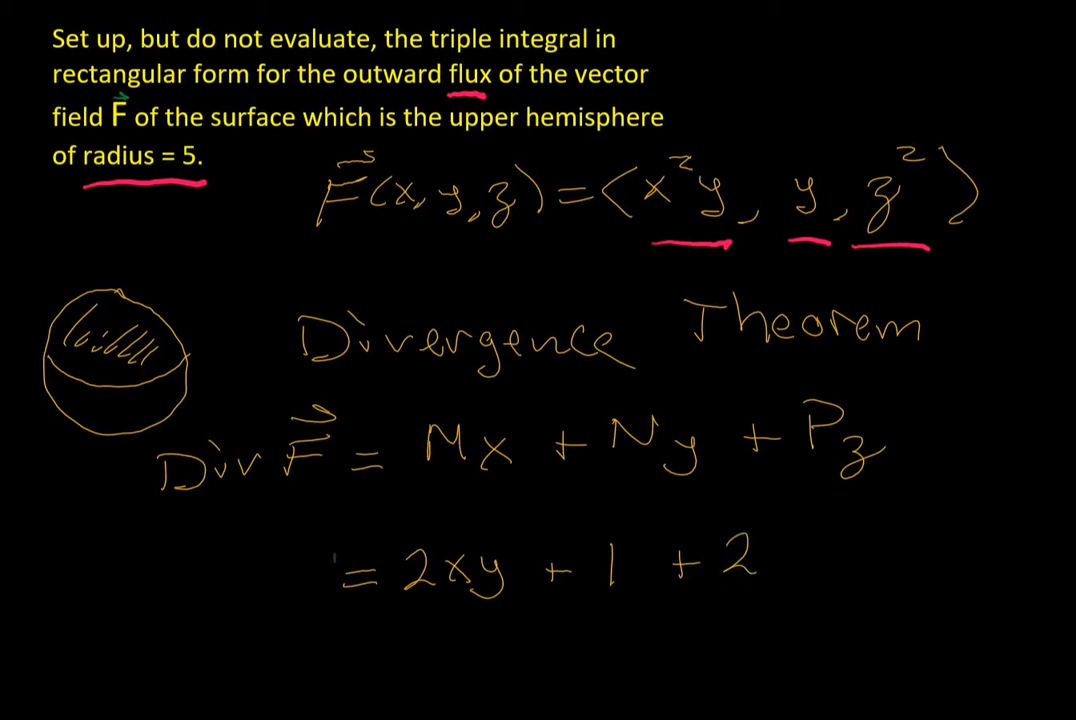 Set up, but do not evaluate, the triple integral in
rectangular form for the outward flux of the vector
field F⃗ of the surface which is the upper hemisphere
of radius = 5.
F⃗(x, y, z) = ⟨x²y, y, z²⟩
Divergence Theorem
Div F⃗ = Mx + Ny + Pz
= 2xy + 1 + 2